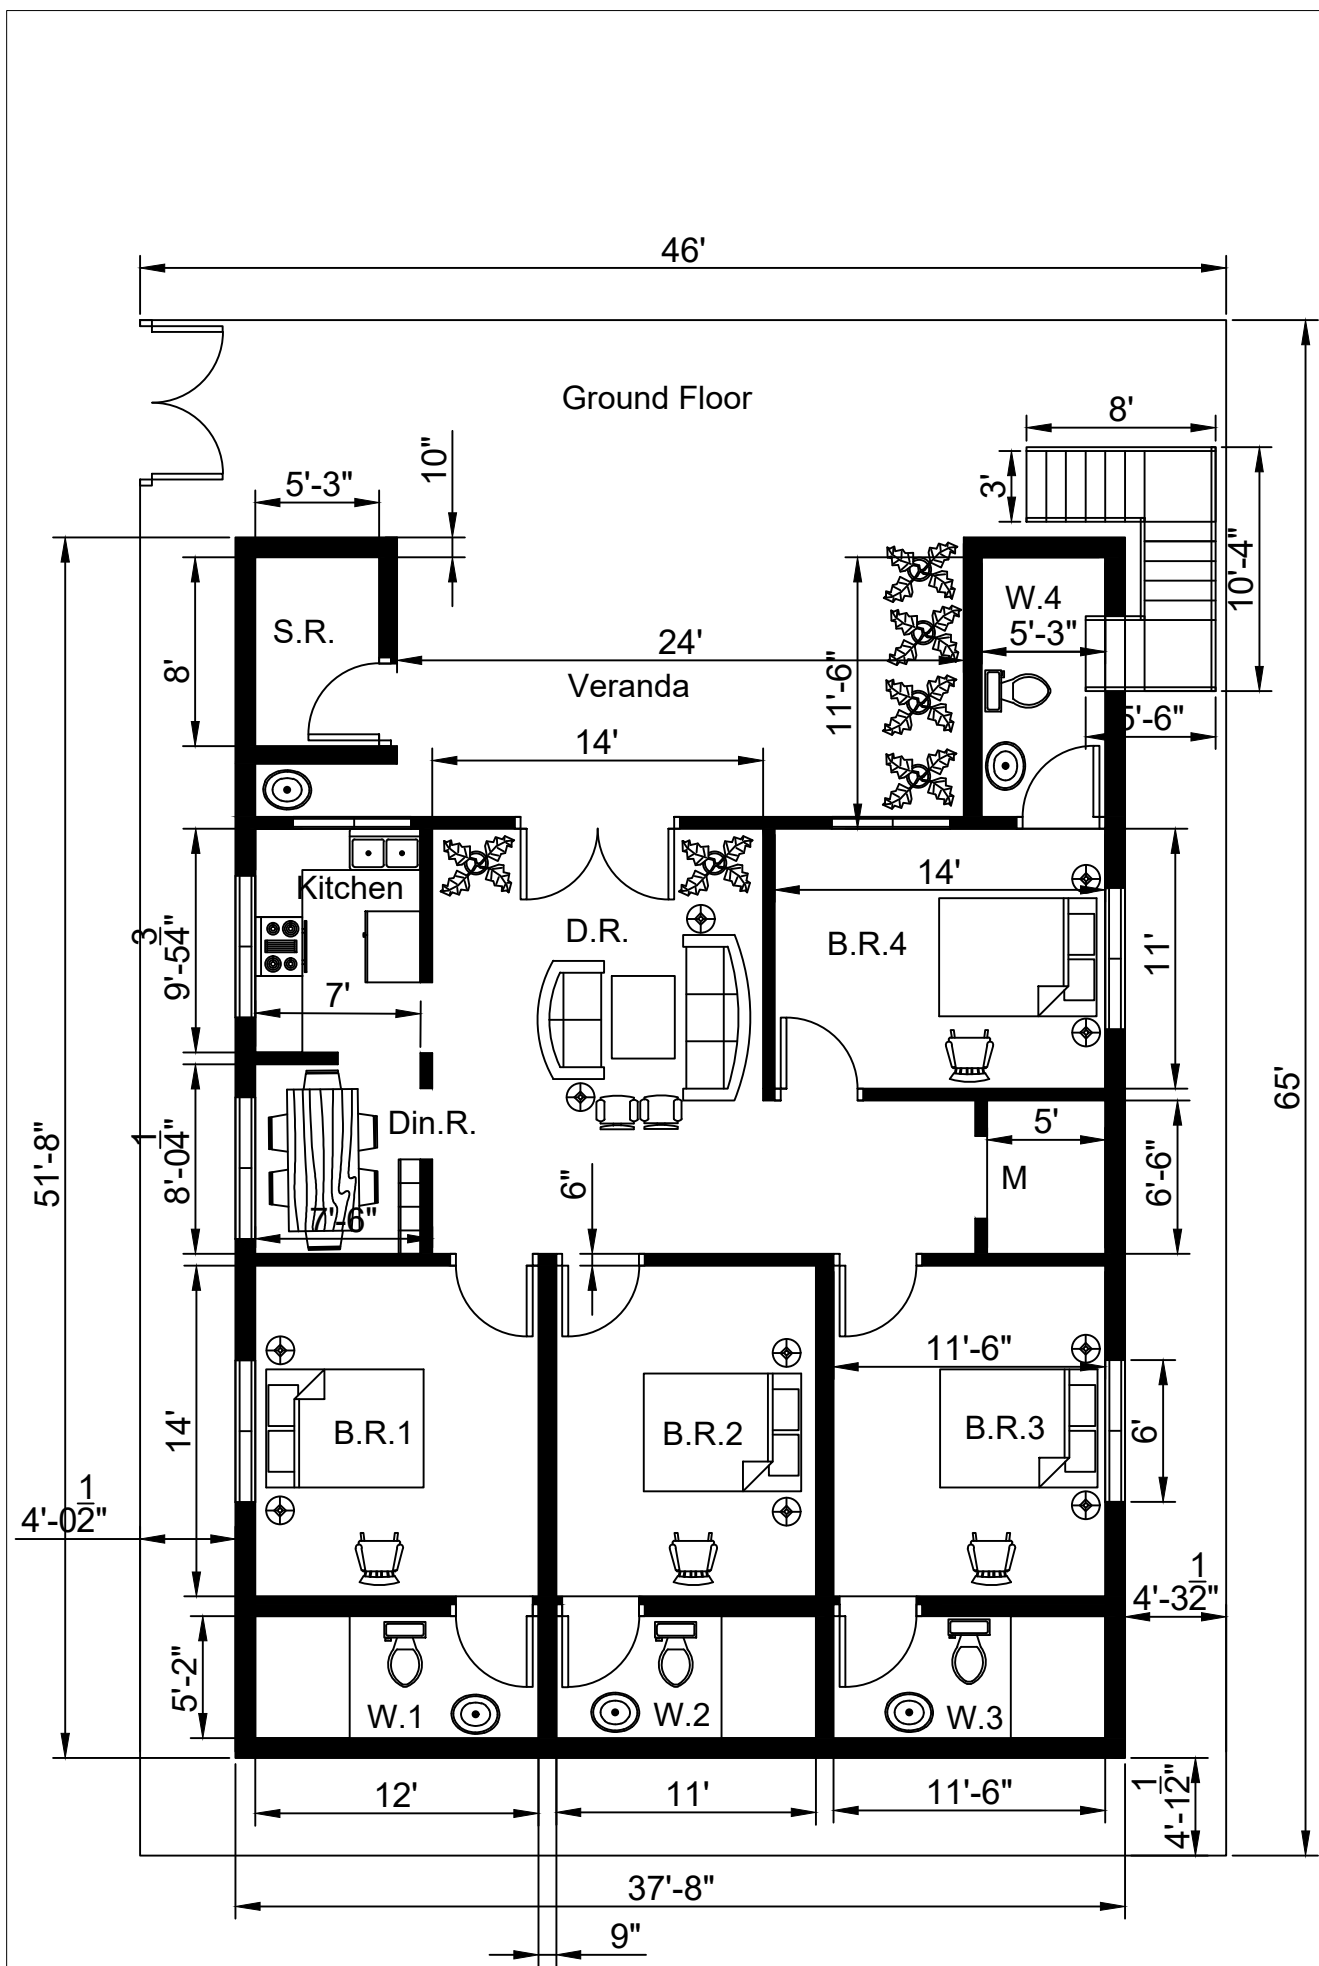 46'
Ground Floor
8'
10"
5'-3"
3'
10'-4"
W.4
5'-3"
S.R.
8'
24'
Veranda
11'-6"
5'-6"
14'
Kitchen
14'
D.R.
B.R.4
9'-5 3/4"
7'
11'
65'
51'-8"
Din.R.
8'-0 1/4"
5'
M
6'-6"
6"
7'-6"
11'-6"
14'
B.R.1
B.R.2
B.R.3
6'
4'-0 1/2"
4'-3 1/2"
5'-2"
W.1
W.2
W.3
12'
11'
11'-6"
4'-1 1/2"
37'-8"
9"